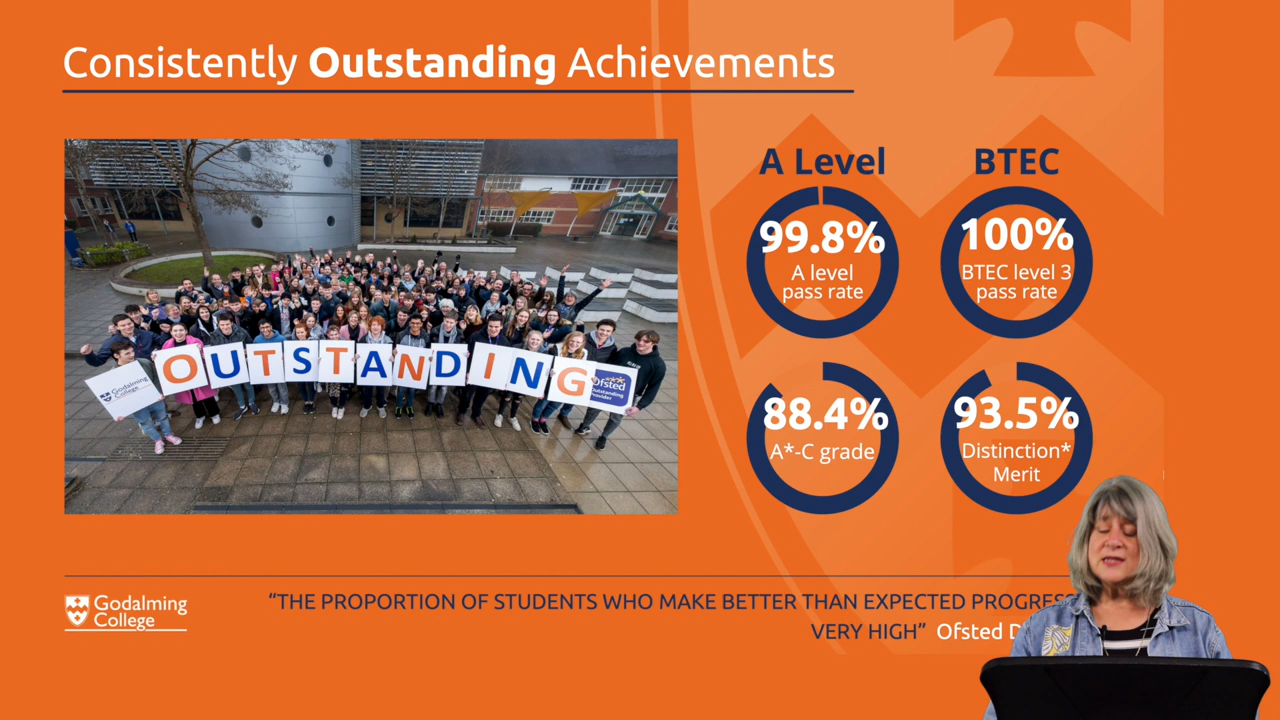 Consistently Outstanding Achievements
A Level
BTEC
99.8%
A level
pass rate
100%
BTEC level 3
pass rate
88.4%
A*-C grade
93.5%
Distinction*
Merit
Godalming
College
OUTSTANDING
Ofsted
Outstanding
Provider
Godalming
College
“THE PROPORTION OF STUDENTS WHO MAKE BETTER THAN EXPECTED PROGRESS
VERY HIGH” Ofsted